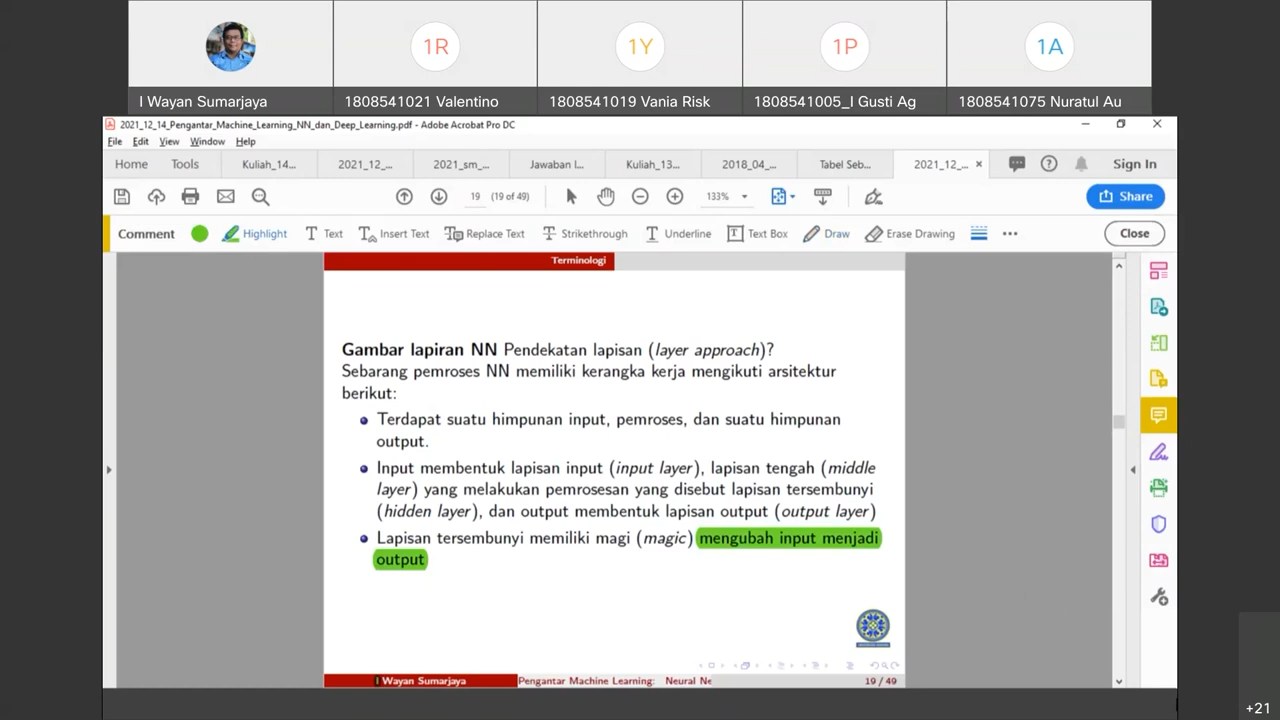 1R
1Y
1P
1A
I Wayan Sumarjaya
1808541021 Valentino
1808541019 Vania Risk
1808541005_I Gusti Ag
1808541075 Nuratul Au
2021_12_14_Pengantar_Machine_Learning_NN_dan_Deep_Learning.pdf - Adobe Acrobat Pro DC
File Edit View Window Help
Home Tools Kuliah_14... 2021_12_... 2021_sm_... Jawaban I... Kuliah_13... 2018_04_... Tabel Seb... 2021_12_... × Sign In
19 (19 of 49) 133% Share
Comment Highlight Text Insert Text Replace Text Strikethrough Underline Text Box Draw Erase Drawing Close
Terminologi
Gambar lapiran NN Pendekatan lapisan (layer approach)?
Sebarang pemroses NN memiliki kerangka kerja mengikuti arsitektur
berikut:
Terdapat suatu himpunan input, pemroses, dan suatu himpunan
output.
Input membentuk lapisan input (input layer), lapisan tengah (middle
layer) yang melakukan pemrosesan yang disebut lapisan tersembunyi
(hidden layer), dan output membentuk lapisan output (output layer)
Lapisan tersembunyi memiliki magi (magic) mengubah input menjadi
output
I Wayan Sumarjaya Pengantar Machine Learning: Neural Ne 19 / 49
+21